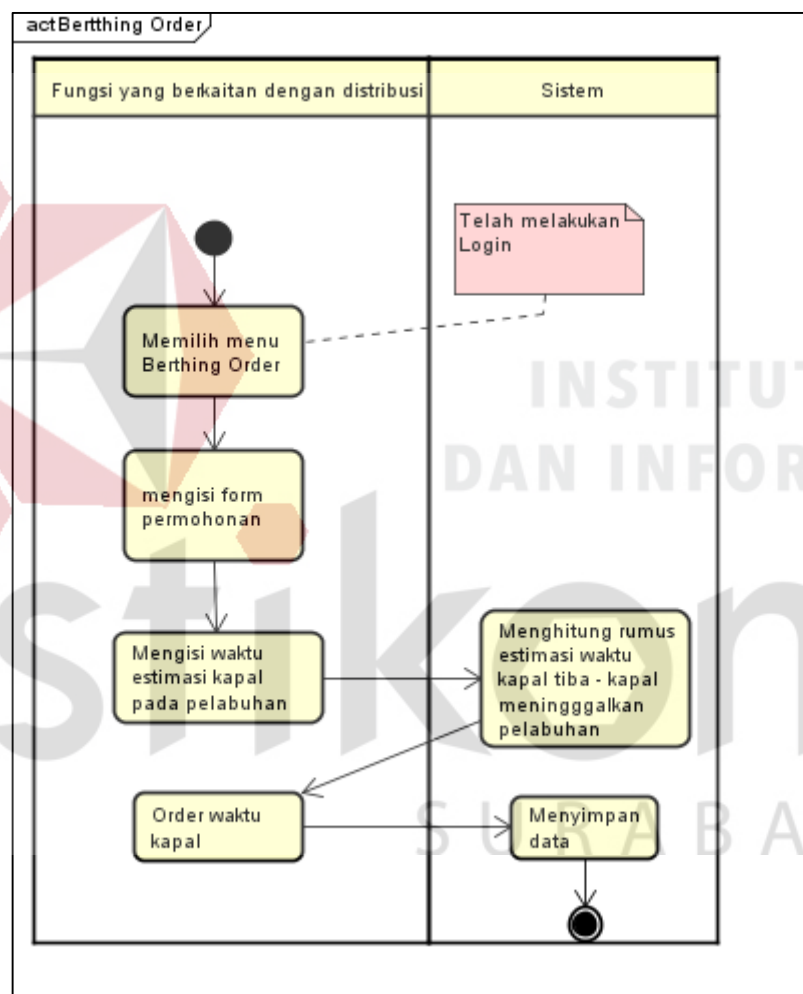 actBertthing Order
Fungsi yang berkaitan dengan distribusi
Sistem
Telah melakukan
Login
Memilih menu
Berthing Order
mengisi form
permohonan
Mengisi waktu
estimasi kapal
pada pelabuhan
Menghitung rumus
estimasi waktu
kapal tiba - kapal
meningggalkan
pelabuhan
Order waktu
kapal
Menyimpan
data
INSTITUT
DAN INFOR
stikom
SURABA